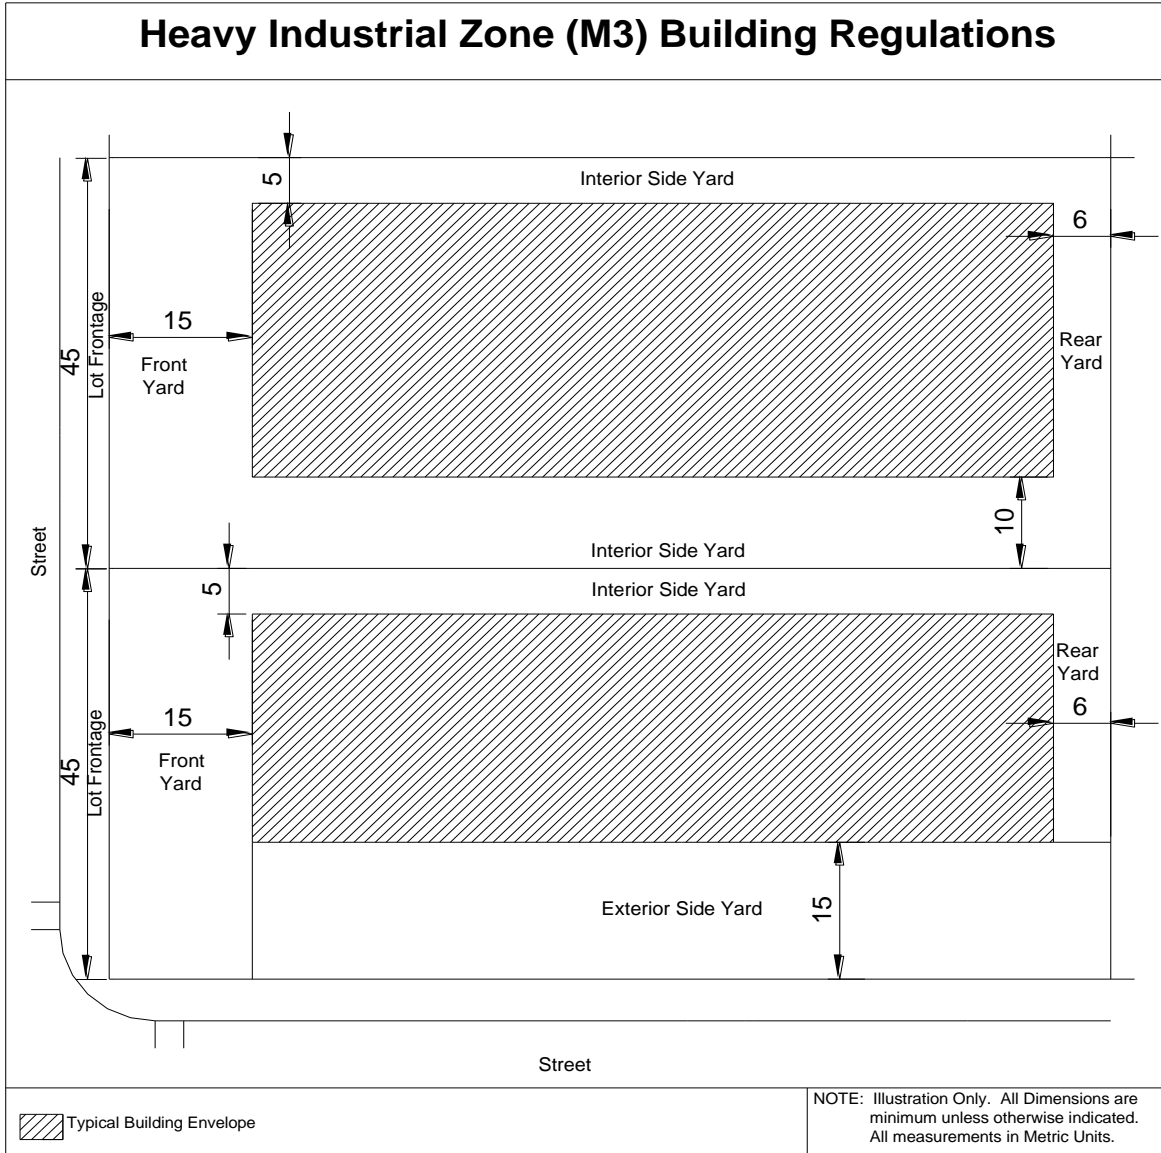 Heavy Industrial Zone (M3) Building Regulations
5
Interior Side Yard
6
45
Lot Frontage
15
Front
Yard
Rear
Yard
10
Street
Interior Side Yard
5
Interior Side Yard
Rear
Yard
6
45
Lot Frontage
15
Front
Yard
Exterior Side Yard
15
Street
Typical Building Envelope
NOTE: Illustration Only. All Dimensions are
minimum unless otherwise indicated.
All measurements in Metric Units.